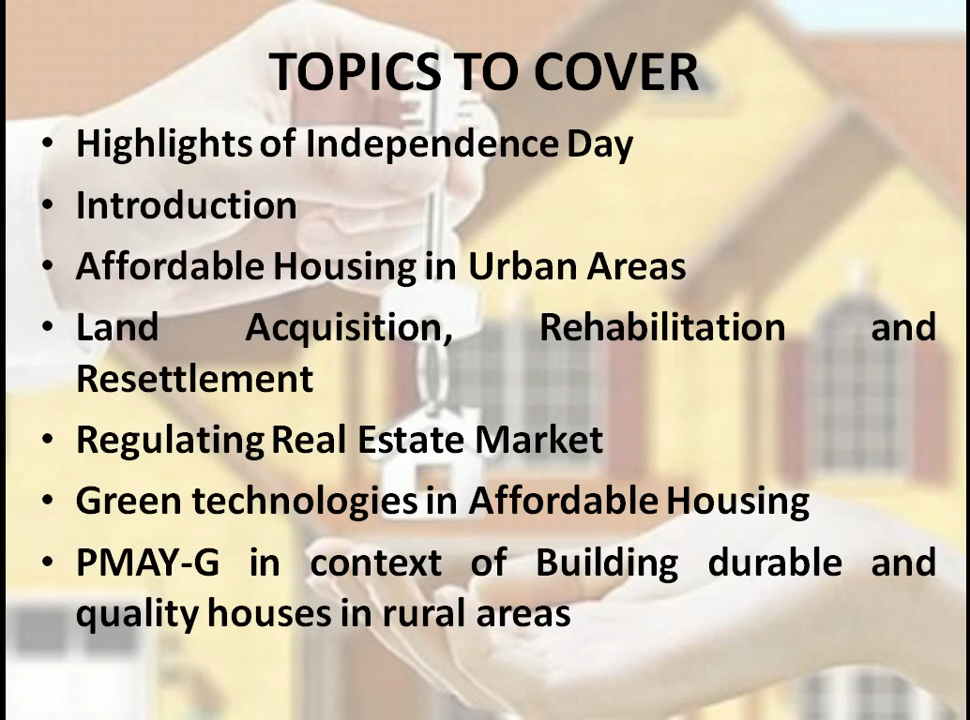 TOPICS TO COVER
• Highlights of Independence Day
• Introduction
• Affordable Housing in Urban Areas
• Land Acquisition, Rehabilitation and
Resettlement
• Regulating Real Estate Market
• Green technologies in Affordable Housing
• PMAY-G in context of Building durable and
quality houses in rural areas